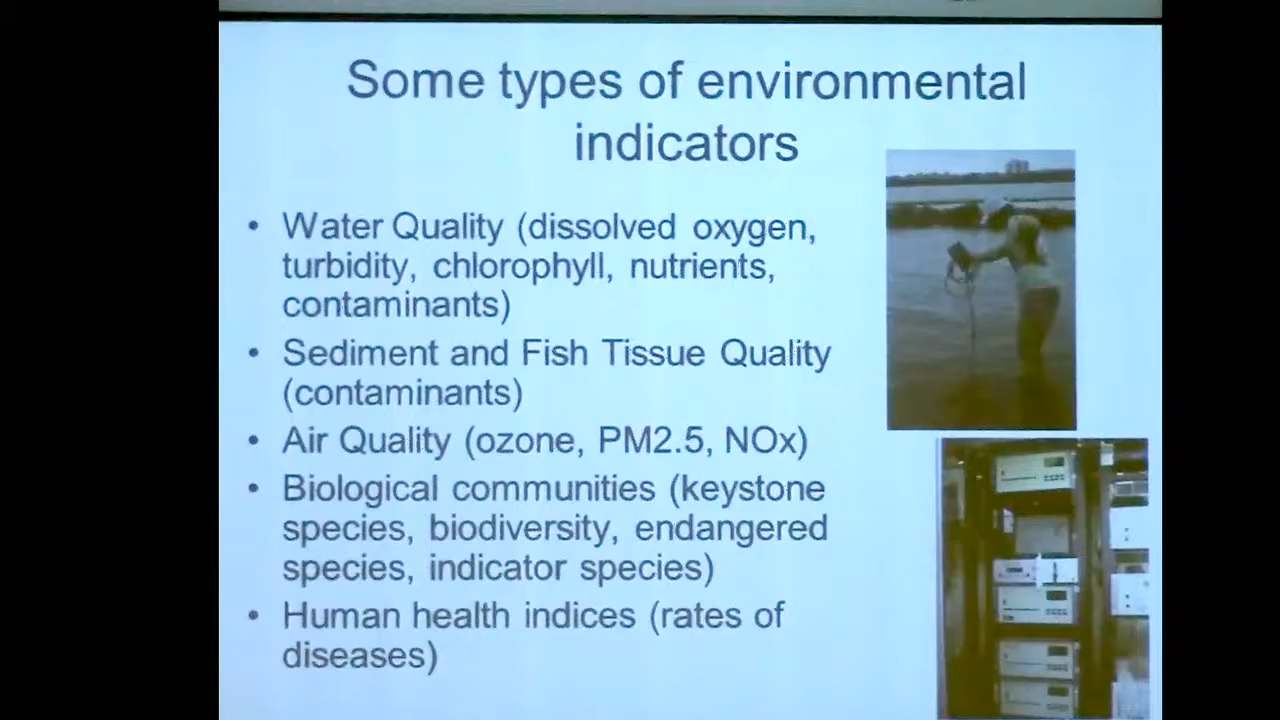 Some types of environmental
indicators
• Water Quality (dissolved oxygen,
turbidity, chlorophyll, nutrients,
contaminants)
• Sediment and Fish Tissue Quality
(contaminants)
• Air Quality (ozone, PM2.5, NOx)
• Biological communities (keystone
species, biodiversity, endangered
species, indicator species)
• Human health indices (rates of
diseases)